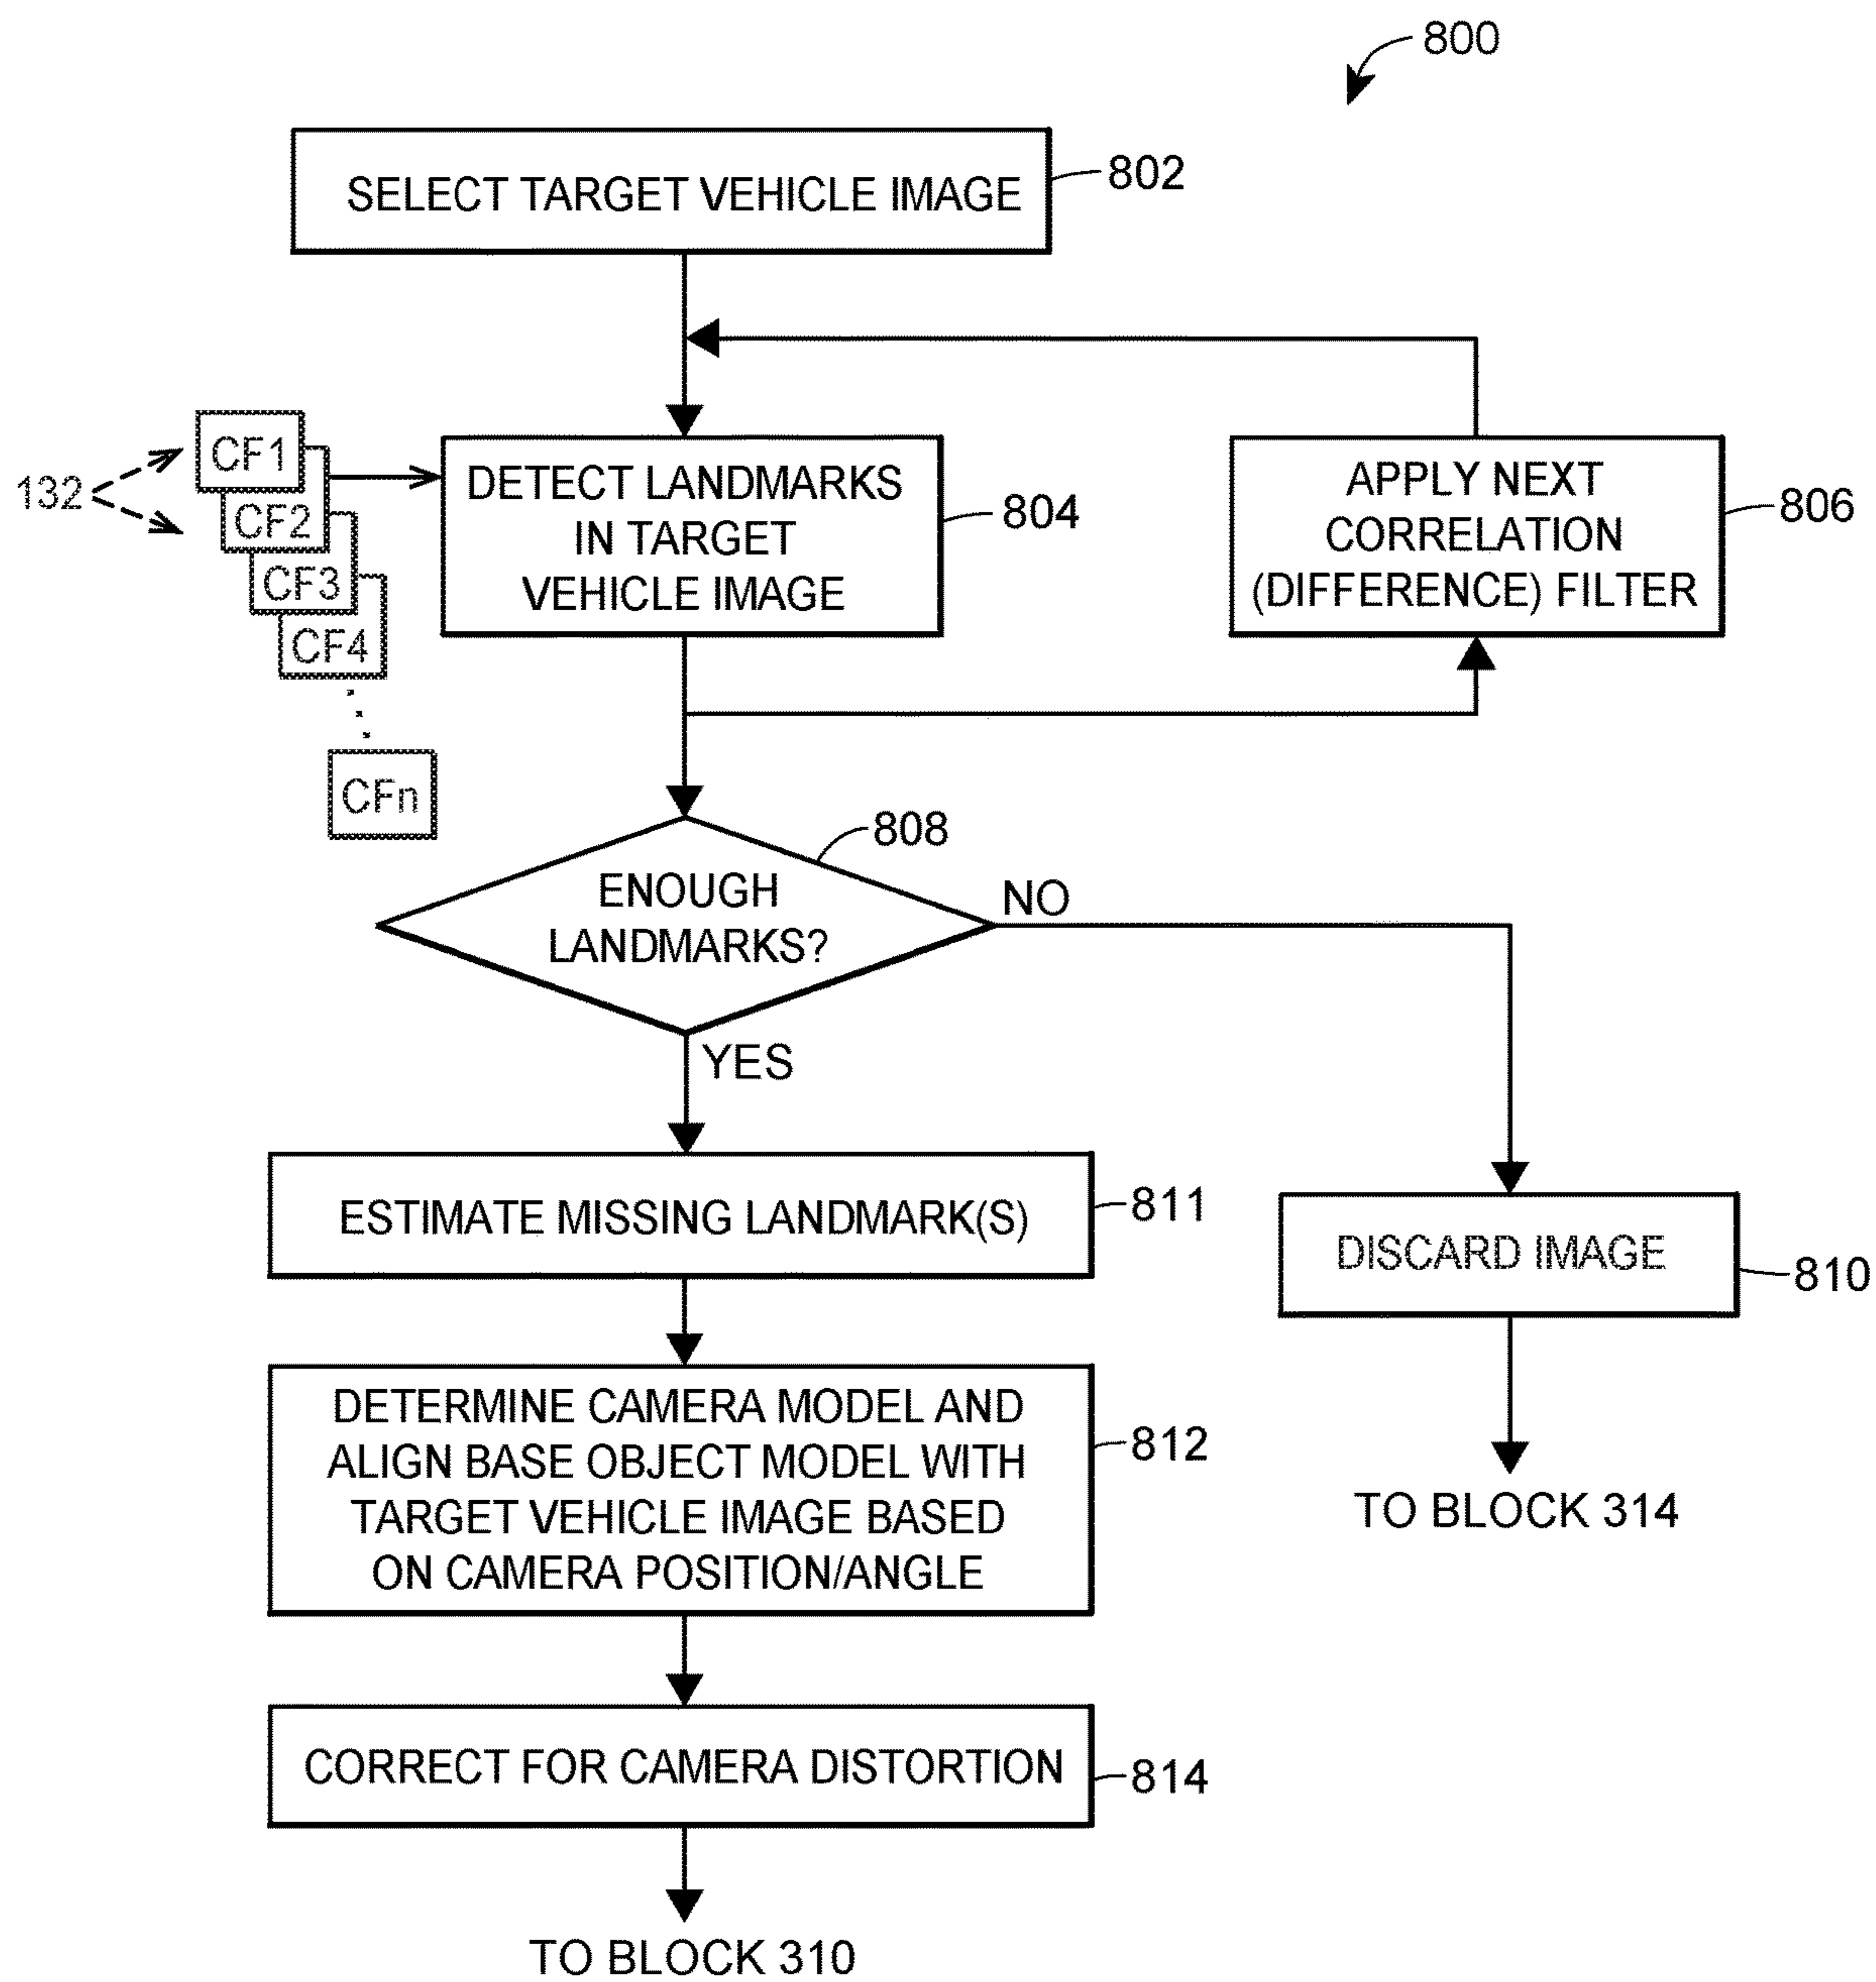 800
SELECT TARGET VEHICLE IMAGE
802
CF1
CF2
CF3
CF4
CFn
132
DETECT LANDMARKS
IN TARGET
VEHICLE IMAGE
804
APPLY NEXT
CORRELATION
(DIFFERENCE) FILTER
806
808
ENOUGH
LANDMARKS?
NO
YES
ESTIMATE MISSING LANDMARK(S)
811
DISCARD IMAGE
810
DETERMINE CAMERA MODEL AND
ALIGN BASE OBJECT MODEL WITH
TARGET VEHICLE IMAGE BASED
ON CAMERA POSITION/ANGLE
812
TO BLOCK 314
CORRECT FOR CAMERA DISTORTION
814
TO BLOCK 310